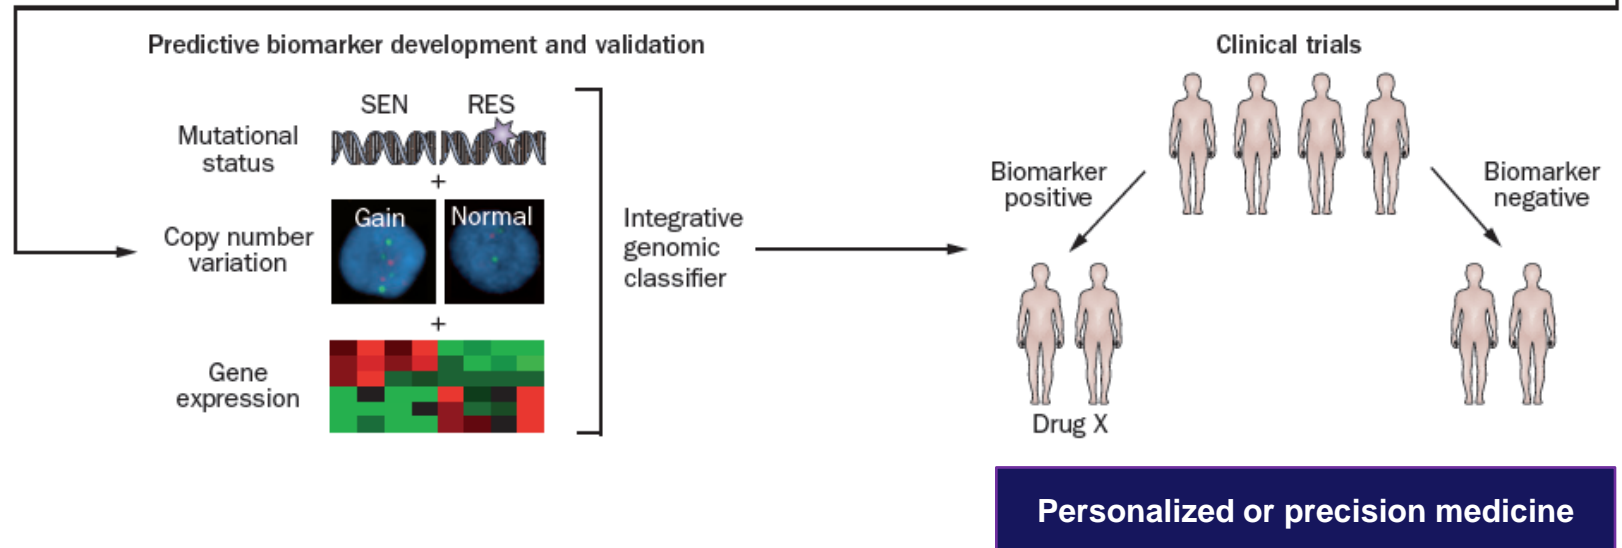 Predictive biomarker development and validation
SEN RES
Mutational
status
+
Gain Normal
Copy number
variation
+
Gene
expression
Integrative
genomic
classifier
Clinical trials
Biomarker
positive
Biomarker
negative
Drug X
Personalized or precision medicine